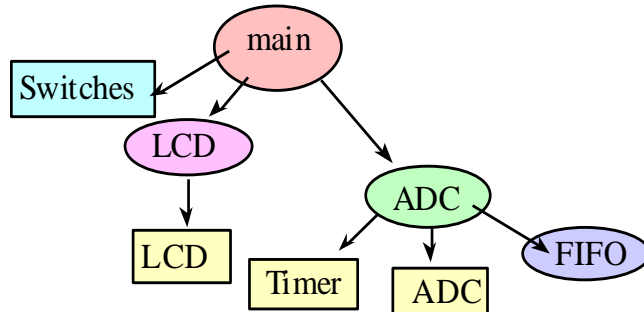 main
Switches
LCD
ADC
LCD
Timer
ADC
FIFO